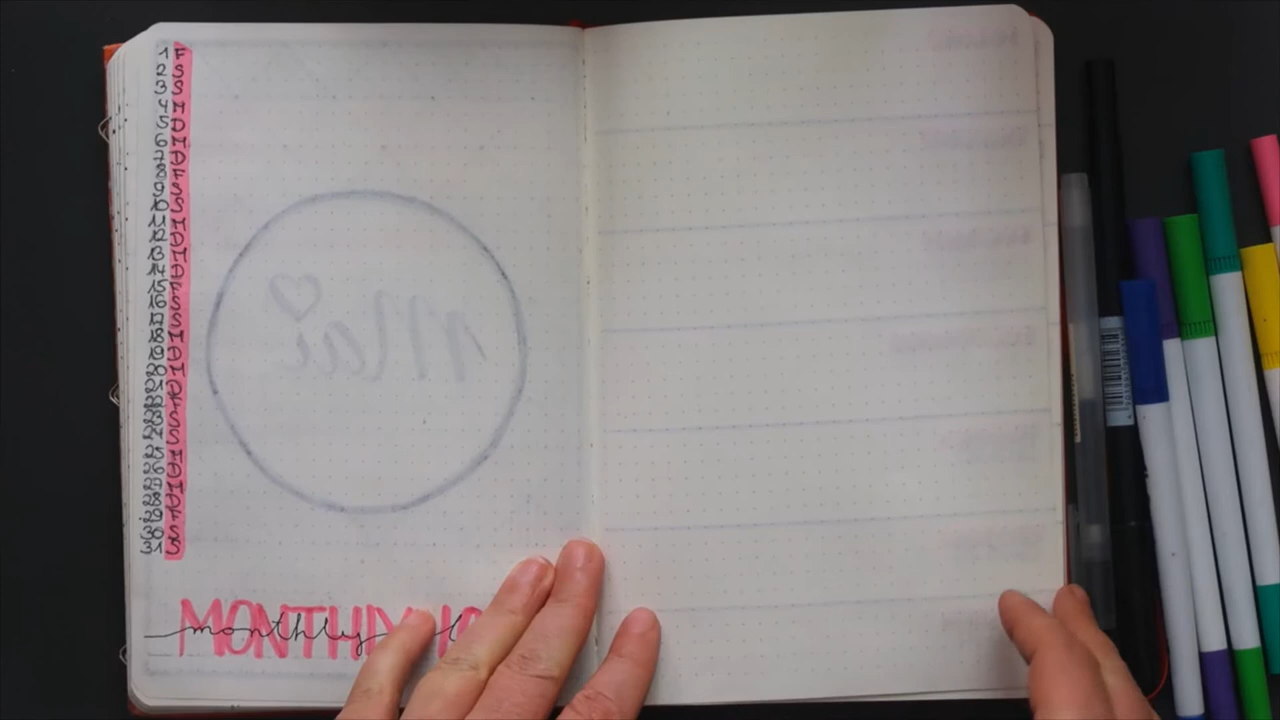 1 F
2 S
3 S
4 M
5 D
6 M
7 D
8 F
9 S
10 S
11 M
12 D
13 M
14 D
15 F
16 S
17 S
18 M
19 D
20 M
21 D
22 F
23 S
24 S
25 M
26 D
27 M
28 D
29 F
30 S
31 S
Mai
MONTHLY
monthly